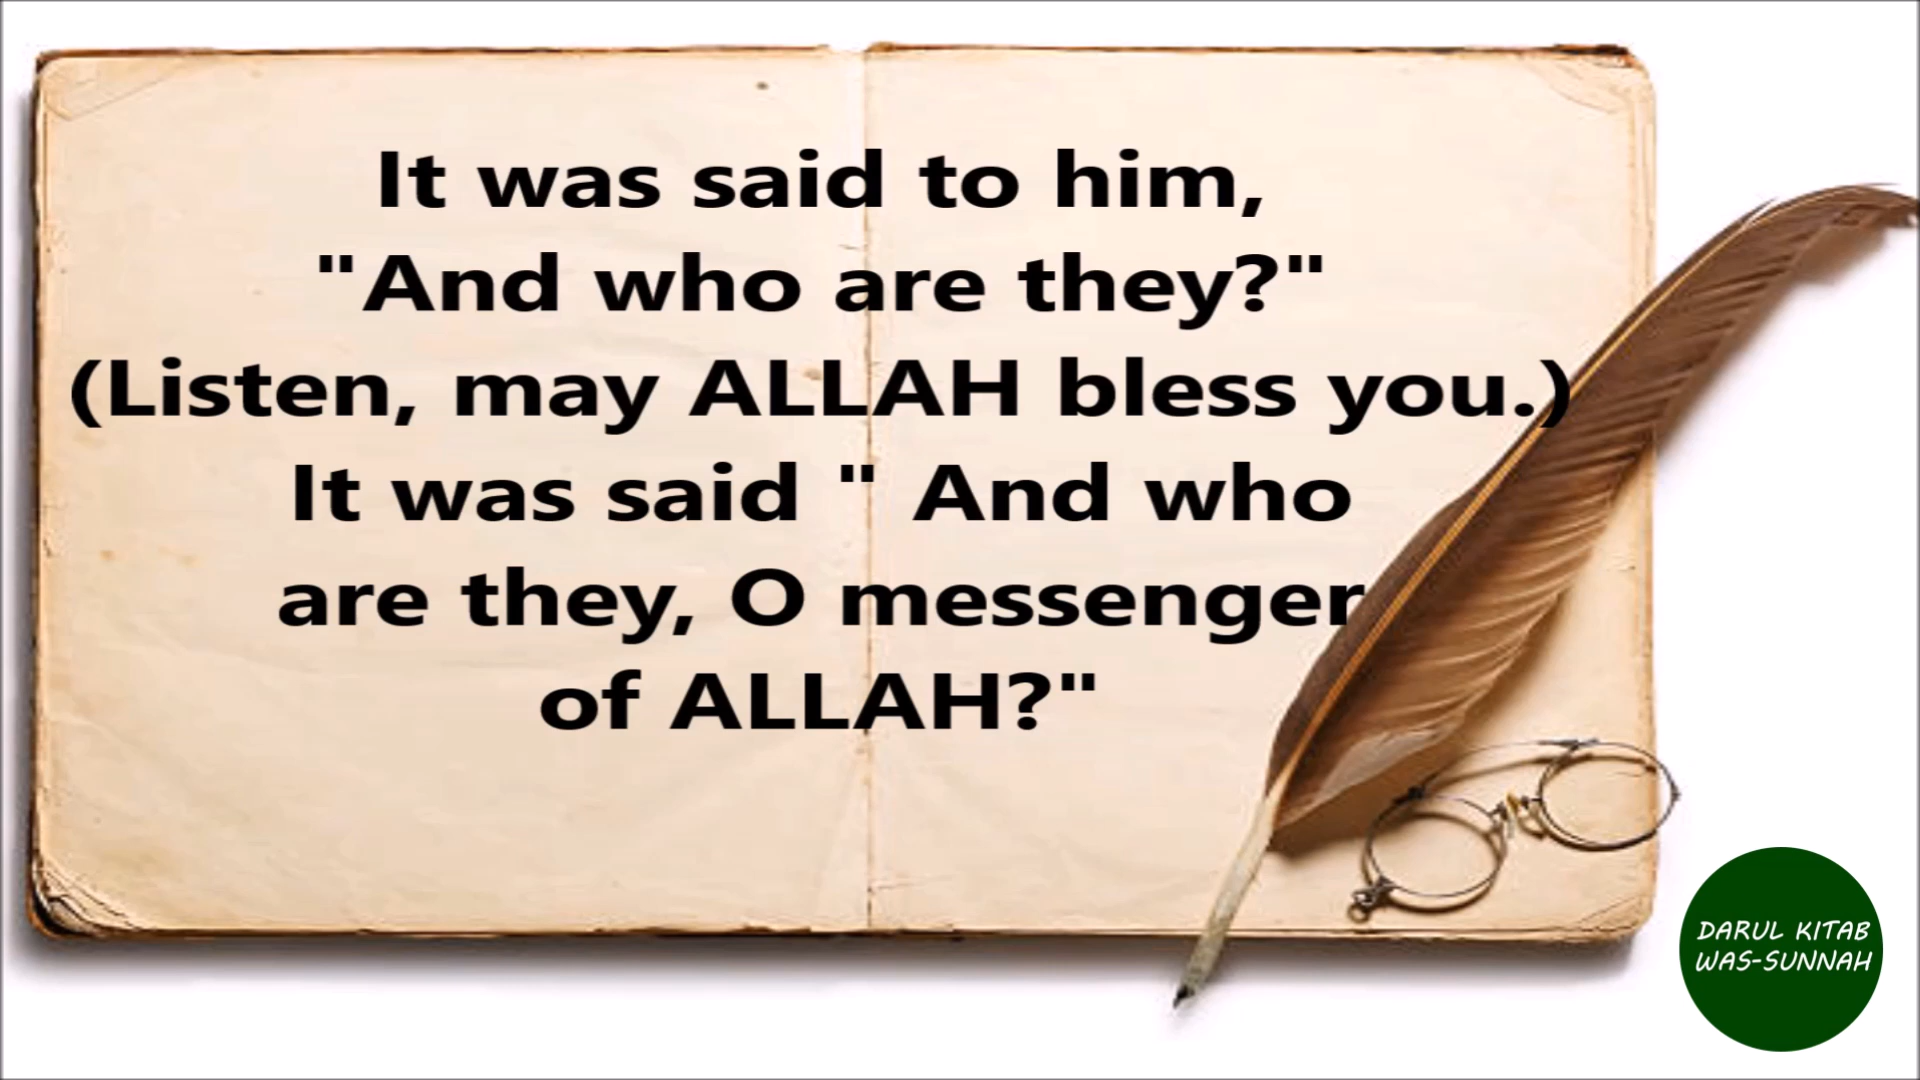 It was said to him,
"And who are they?"
(Listen, may ALLAH bless you.)
It was said " And who
are they, O messenger
of ALLAH?"
DARUL KITAB
WAS-SUNNAH